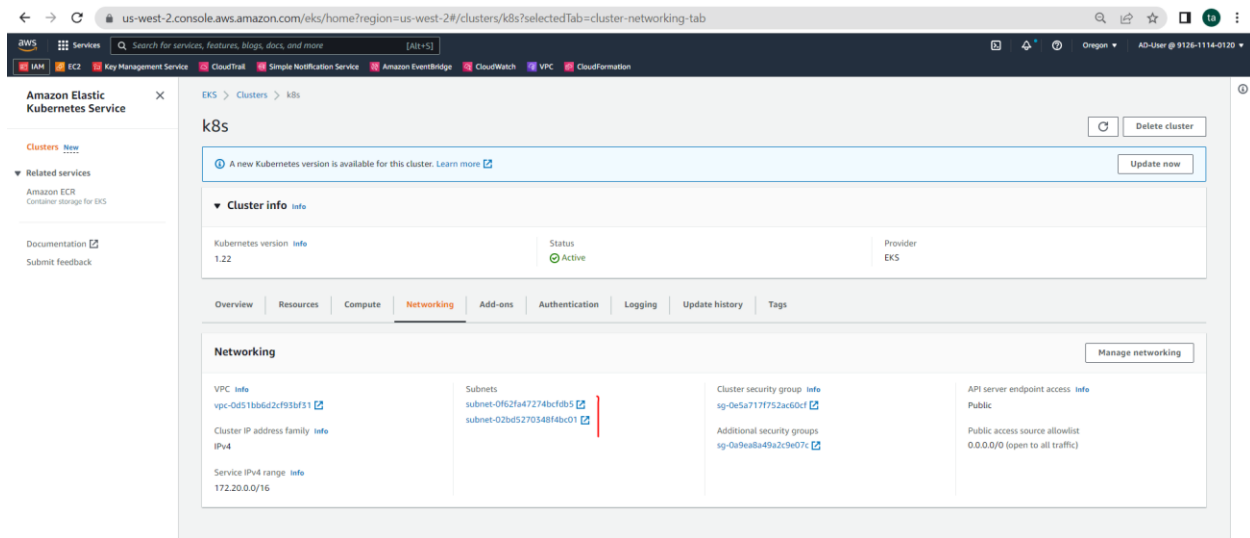 us-west-2.console.aws.amazon.com/eks/home?region=us-west-2#/clusters/k8s?selectedTab=cluster-networking-tab
ta
aws Services Search for services, features, blogs, docs, and more [Alt+S] Oregon ▼ AD-User @ 9126-1114-0120 ▼
IAM EC2 Key Management Service CloudTrail Simple Notification Service Amazon EventBridge CloudWatch VPC CloudFormation
Amazon Elastic
Kubernetes Service
Clusters New
Related services
Amazon ECR
Container storage for EKS
Documentation
Submit feedback
EKS > Clusters > k8s
k8s
Delete cluster
A new Kubernetes version is available for this cluster. Learn more
Update now
Cluster info Info
Kubernetes version Info
1.22
Status
Active
Provider
EKS
Overview Resources Compute Networking Add-ons Authentication Logging Update history Tags
Networking
Manage networking
VPC Info
vpc-0d51bb6d2cf93bf31
Cluster IP address family Info
IPv4
Service IPv4 range Info
172.20.0.0/16
Subnets
subnet-0f62fa47274bcfdb5
subnet-02bd5270348f4bc01
Cluster security group Info
sg-0e5a717f752ac60cf
Additional security groups
sg-0a9ea8a49a2c9e07c
API server endpoint access Info
Public
Public access source allowlist
0.0.0.0/0 (open to all traffic)